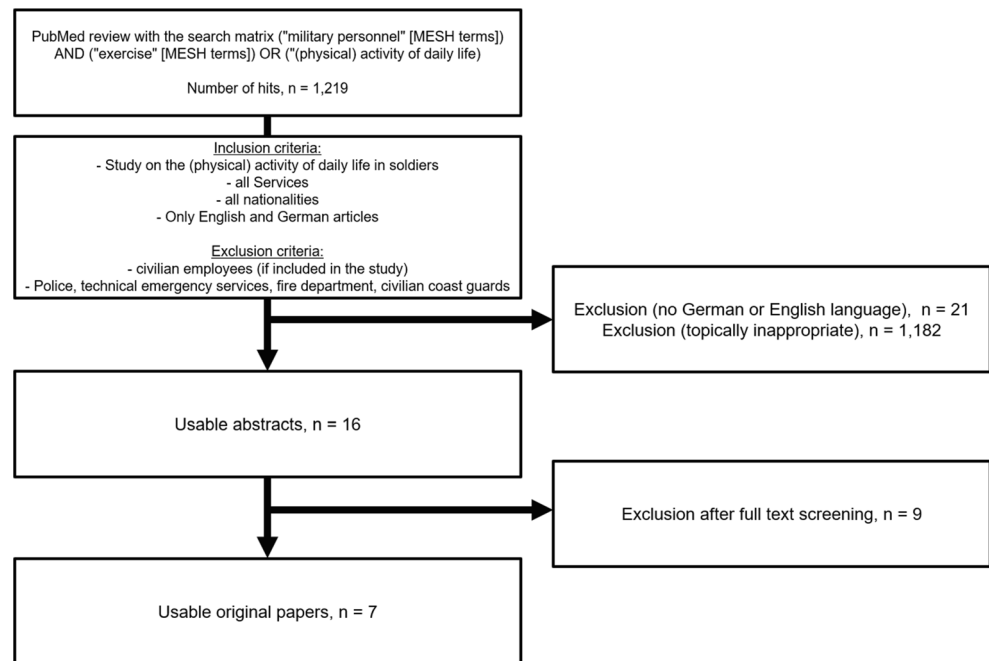 PubMed review with the search matrix ("military personnel" [MESH terms])
AND ("exercise" [MESH terms]) OR ("(physical) activity of daily life)
Number of hits, n = 1,219
Inclusion criteria:
- Study on the (physical) activity of daily life in soldiers
- all Services
- all nationalities
- Only English and German articles
Exclusion criteria:
- civilian employees (if included in the study)
- Police, technical emergency services, fire department, civilian coast guards
Exclusion (no German or English language), n = 21
Exclusion (topically inappropriate), n = 1,182
Usable abstracts, n = 16
Exclusion after full text screening, n = 9
Usable original papers, n = 7